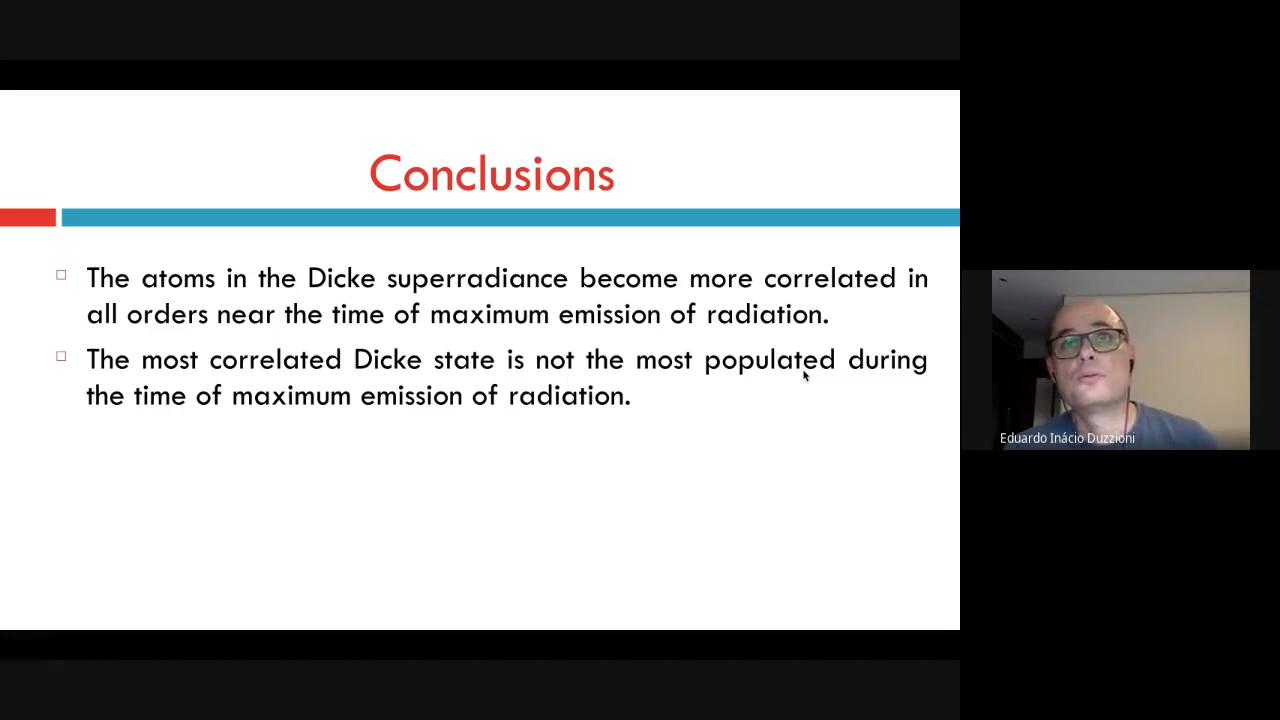 Conclusions
The atoms in the Dicke superradiance become more correlated in
all orders near the time of maximum emission of radiation.
The most correlated Dicke state is not the most populated during
the time of maximum emission of radiation.
Eduardo Inácio Duzzioni